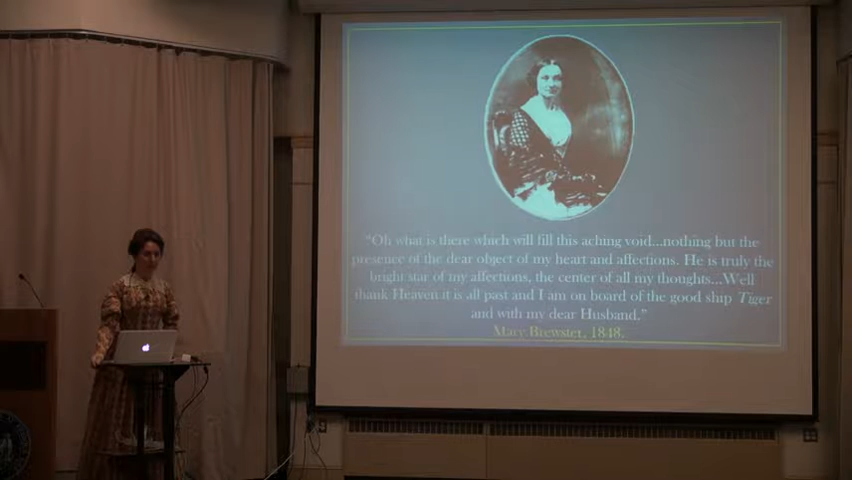 "Oh what is there which will fill this aching void...nothing but the
presence of the dear object of my heart and affections. He is truly the
bright star of my affections, the center of all my thoughts...Well
thank Heaven it is all past and I am on board of the good ship Tiger
and with my dear Husband."
Mary Brewster, 1848.